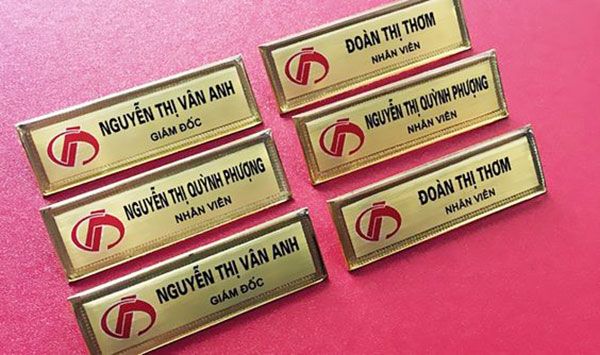 NGUYỄN THỊ VÂN ANH
GIÁM ĐỐC
NGUYỄN THỊ QUỲNH PHƯỢNG
NHÂN VIÊN
NGUYỄN THỊ VÂN ANH
GIÁM ĐỐC
ĐOÀN THỊ THƠM
NHÂN VIÊN
NGUYỄN THỊ QUỲNH PHƯỢNG
NHÂN VIÊN
ĐOÀN THỊ THƠM
NHÂN VIÊN